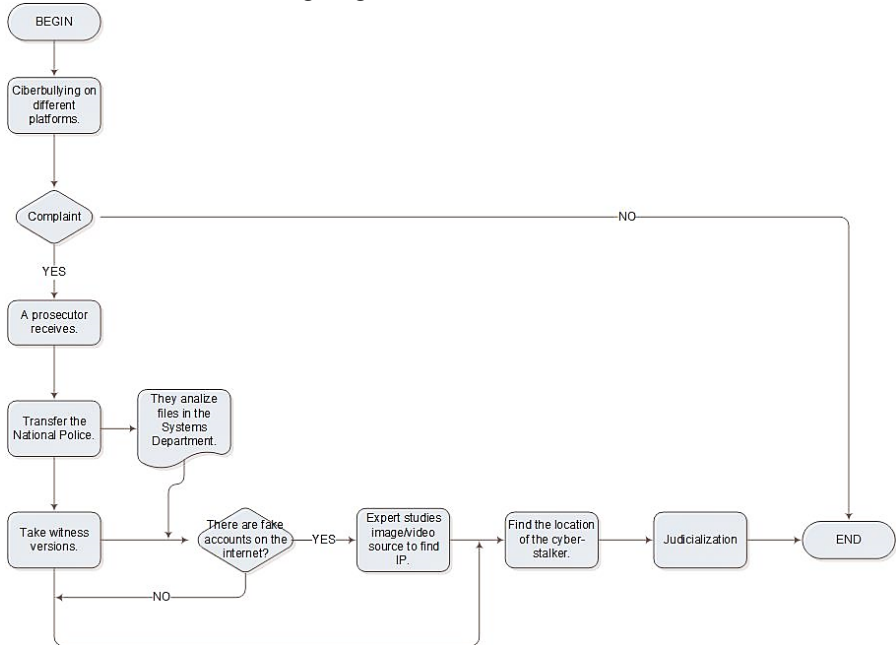 BEGIN
Ciberbullying on
different
platforms.
Complaint
NO
YES
A prosecutor
receives.
They analize
files in the
Systems
Department.
Transfer the
National Police.
Take witness
versions.
There are fake
accounts on the
internet?
YES
Expert studies
image/video
source to find
IP.
Find the location
of the cyber-
stalker.
Judicialization
END
NO